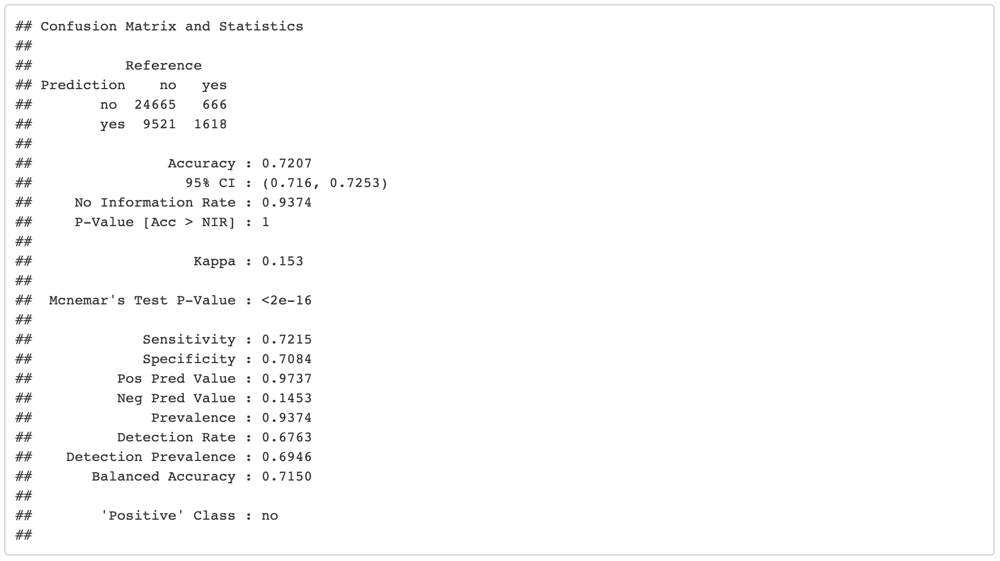 ## Confusion Matrix and Statistics
##
##           Reference
## Prediction    no   yes
##        no  24665   666
##        yes  9521  1618
##
##                Accuracy : 0.7207
##                  95% CI : (0.716, 0.7253)
##     No Information Rate : 0.9374
##     P-Value [Acc > NIR] : 1
##
##                   Kappa : 0.153
##
##  Mcnemar's Test P-Value : <2e-16
##
##             Sensitivity : 0.7215
##             Specificity : 0.7084
##          Pos Pred Value : 0.9737
##          Neg Pred Value : 0.1453
##              Prevalence : 0.9374
##          Detection Rate : 0.6763
##    Detection Prevalence : 0.6946
##       Balanced Accuracy : 0.7150
##
##        'Positive' Class : no
##